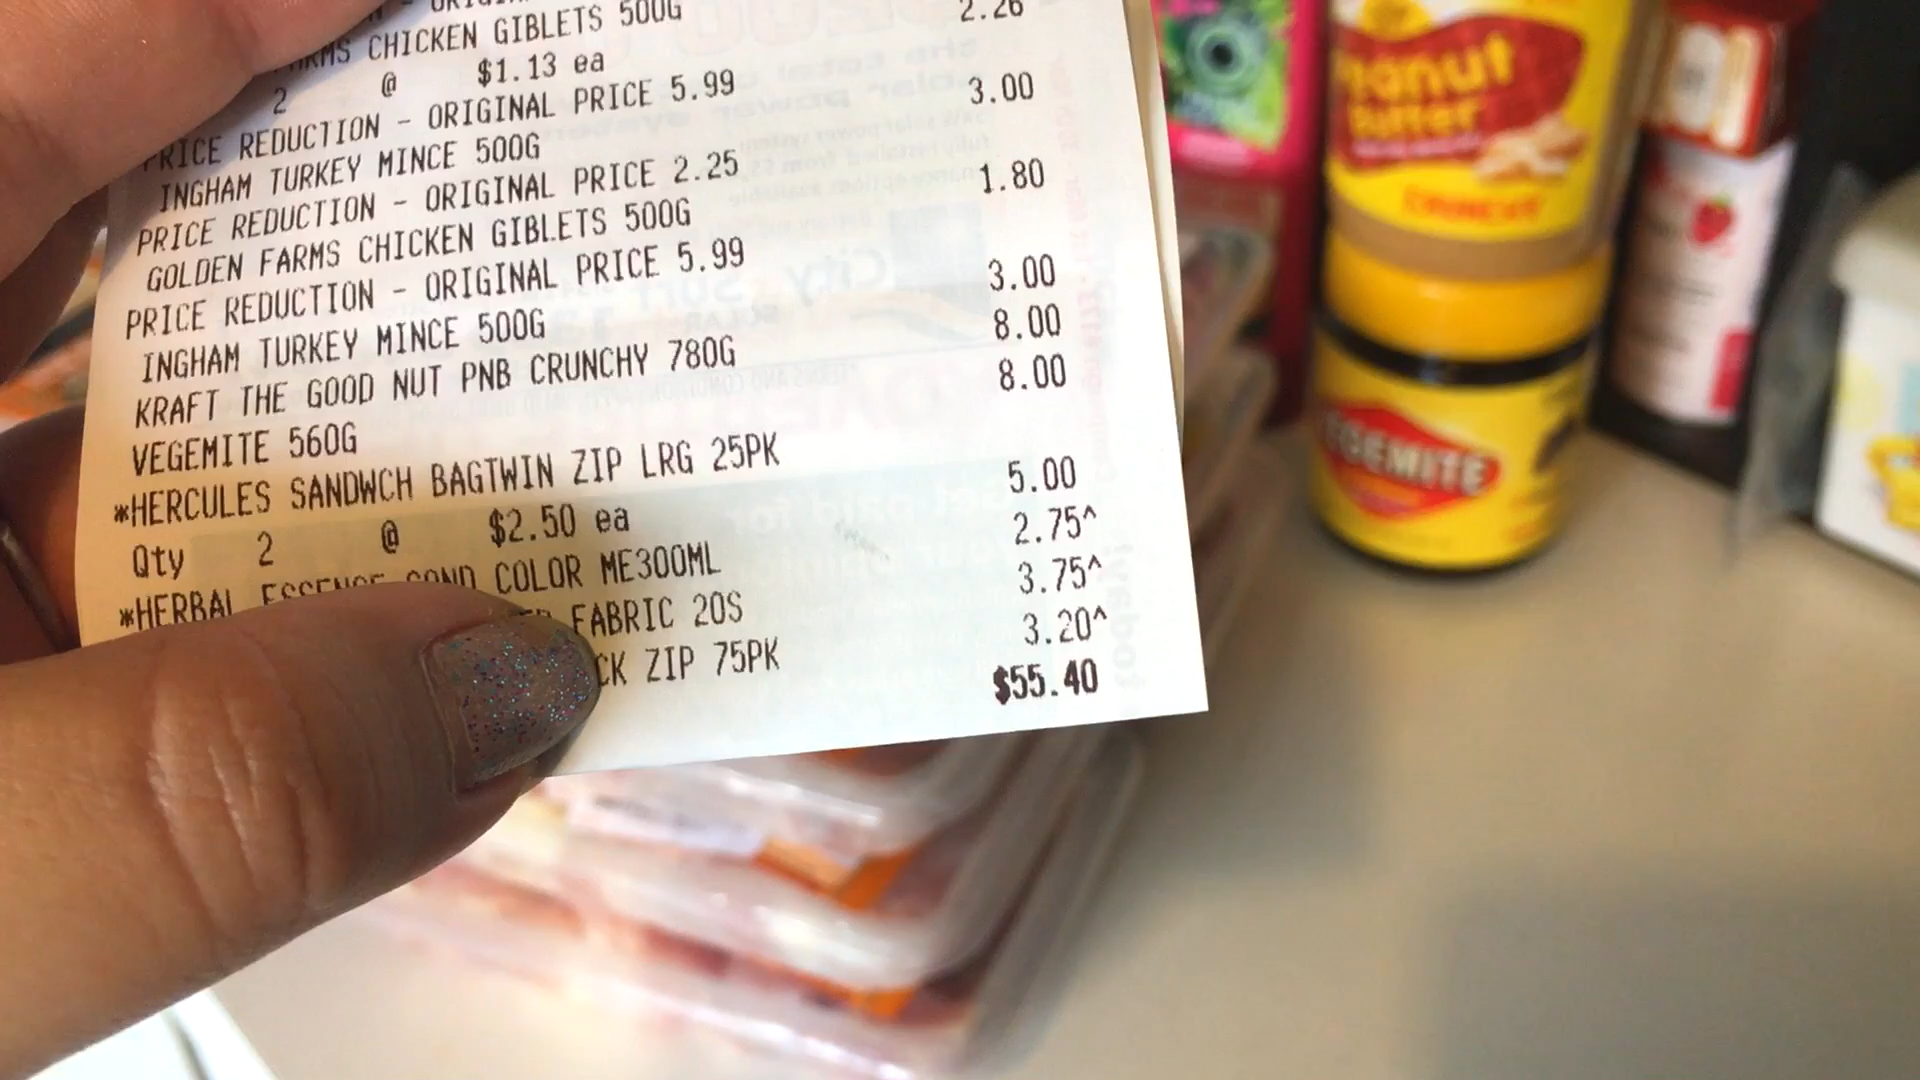 CHICKEN GIBLETS 500G 2.26
2 @ $1.13 ea
PRICE REDUCTION - ORIGINAL PRICE 5.99
INGHAM TURKEY MINCE 500G 3.00
PRICE REDUCTION - ORIGINAL PRICE 2.25
GOLDEN FARMS CHICKEN GIBLETS 500G 1.80
PRICE REDUCTION - ORIGINAL PRICE 5.99
INGHAM TURKEY MINCE 500G 3.00
KRAFT THE GOOD NUT PNB CRUNCHY 780G 8.00
VEGEMITE 560G 8.00
*HERCULES SANDWCH BAGTWIN ZIP LRG 25PK
Qty 2 @ $2.50 ea 5.00
*HERBAL ESSENCE COND COLOR ME300ML 2.75^
FABRIC 20S 3.75^
ZIP 75PK 3.20^
$55.40
Peanut
Butter
CRUNCHY
VEGEMITE